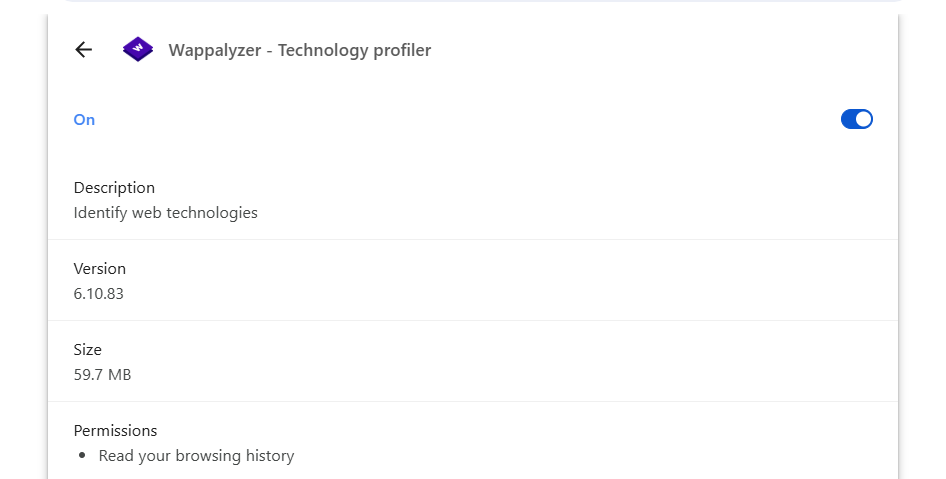 Wappalyzer - Technology profiler
On
Description
Identify web technologies
Version
6.10.83
Size
59.7 MB
Permissions
• Read your browsing history